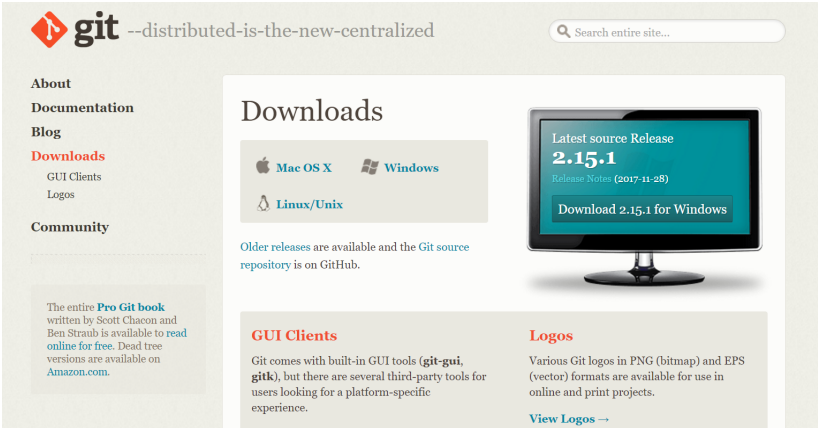 git --distributed-is-the-new-centralized
Search entire site...
About
Documentation
Blog
Downloads
GUI Clients
Logos
Community
The entire Pro Git book
written by Scott Chacon and
Ben Straub is available to read
online for free. Dead tree
versions are available on
Amazon.com.
Downloads
Mac OS X
Windows
Linux/Unix
Older releases are available and the Git source
repository is on GitHub.
Latest source Release
2.15.1
Release Notes (2017-11-28)
Download 2.15.1 for Windows
GUI Clients
Git comes with built-in GUI tools (git-gui,
gitk), but there are several third-party tools for
users looking for a platform-specific
experience.
Logos
Various Git logos in PNG (bitmap) and EPS
(vector) formats are available for use in
online and print projects.
View Logos →